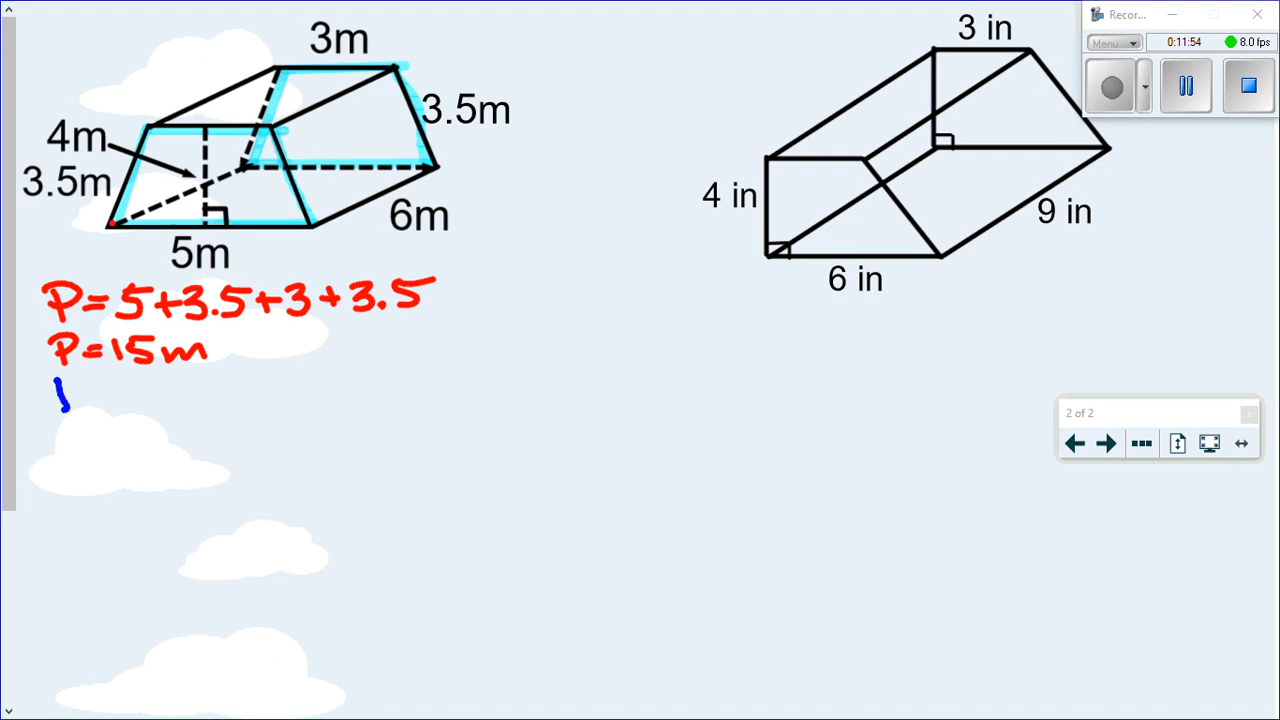 3m
3.5m
4m
3.5m
6m
5m
P=5+3.5+3+3.5
P=15m
3 in
4 in
9 in
6 in
Recor...
Menu
0:11:54
8.0 fps
2 of 2